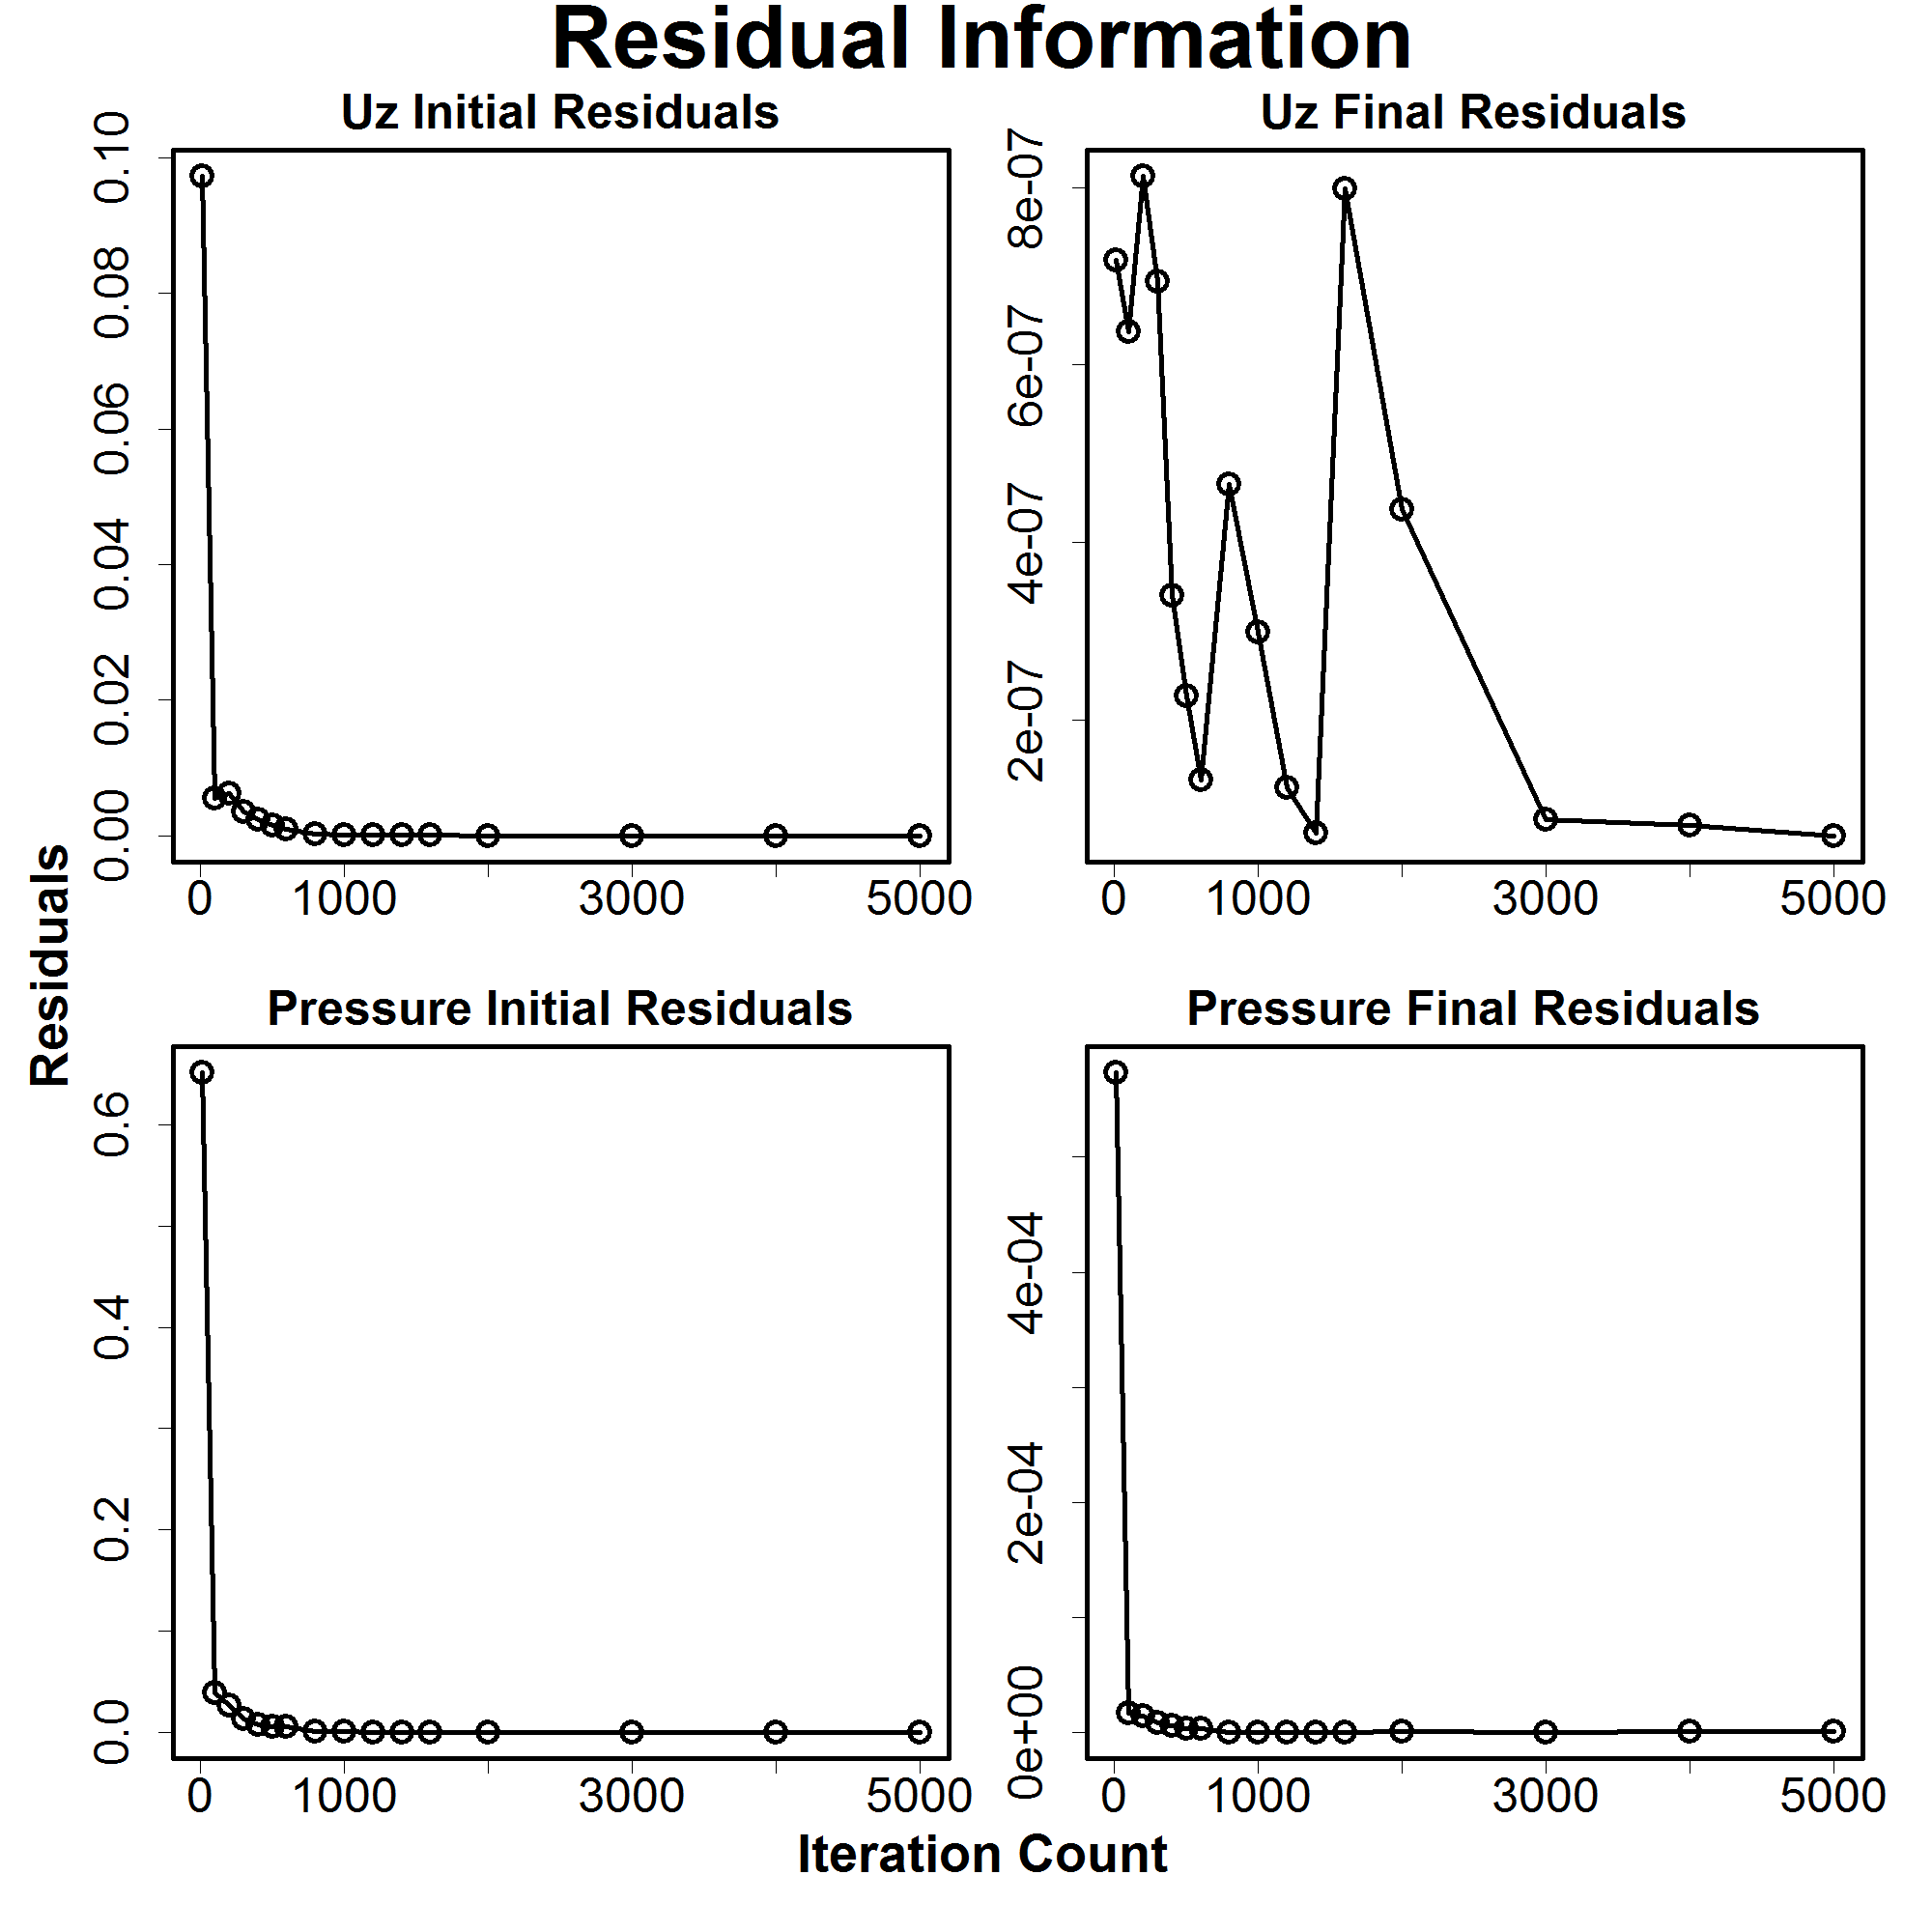 Residual Information
Uz Initial Residuals
0.10
0.08
0.06
0.04
0.02
0.00
0 1000 3000 5000
Uz Final Residuals
8e-07
6e-07
4e-07
2e-07
0 1000 3000 5000
Residuals
Pressure Initial Residuals
0.6
0.4
0.2
0.0
0 1000 3000 5000
Pressure Final Residuals
4e-04
2e-04
0e+00
0 1000 3000 5000
Iteration Count